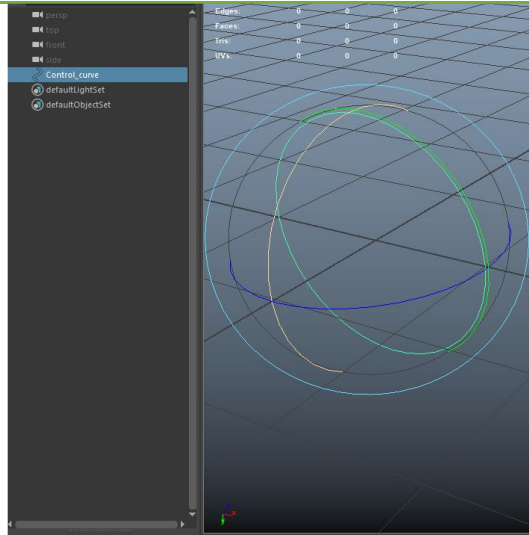 persp
top
front
side
Control_curve
defaultLightSet
defaultObjectSet
Edges: 0 0 0
Faces: 0 0 0
Tris: 0 0 0
UVs: 0 0 0